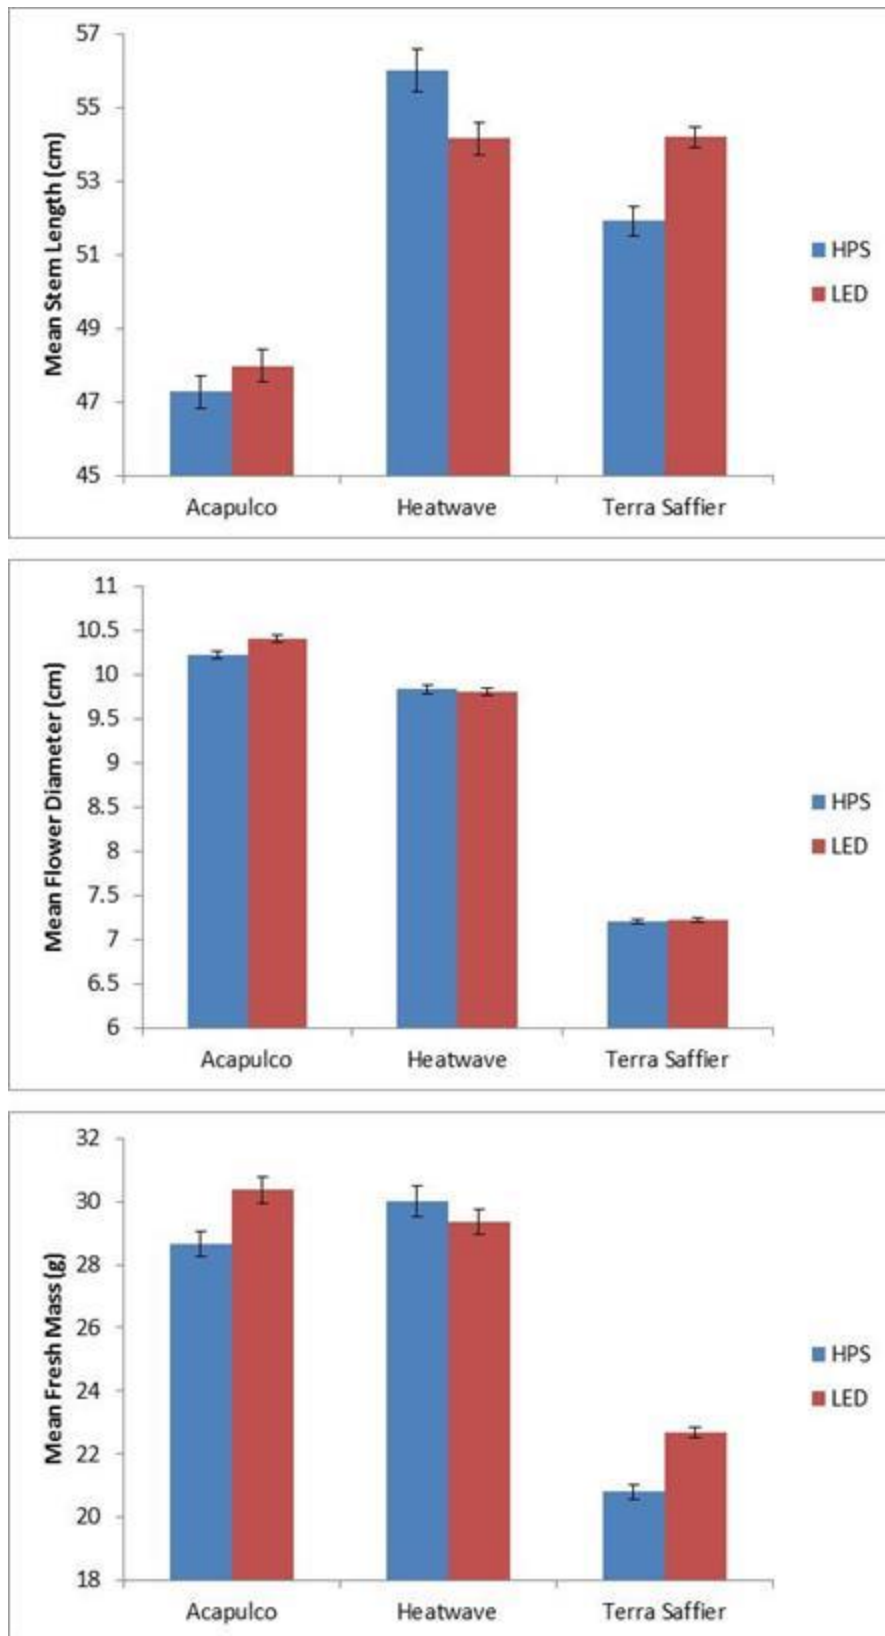 Mean Stem Length (cm)
57
55
53
51
49
47
45
Acapulco
Heatwave
Terra Saffier
HPS
LED
Mean Flower Diameter (cm)
11
10.5
10
9.5
9
8.5
8
7.5
7
6.5
6
Acapulco
Heatwave
Terra Saffier
HPS
LED
Mean Fresh Mass (g)
32
30
28
26
24
22
20
18
Acapulco
Heatwave
Terra Saffier
HPS
LED